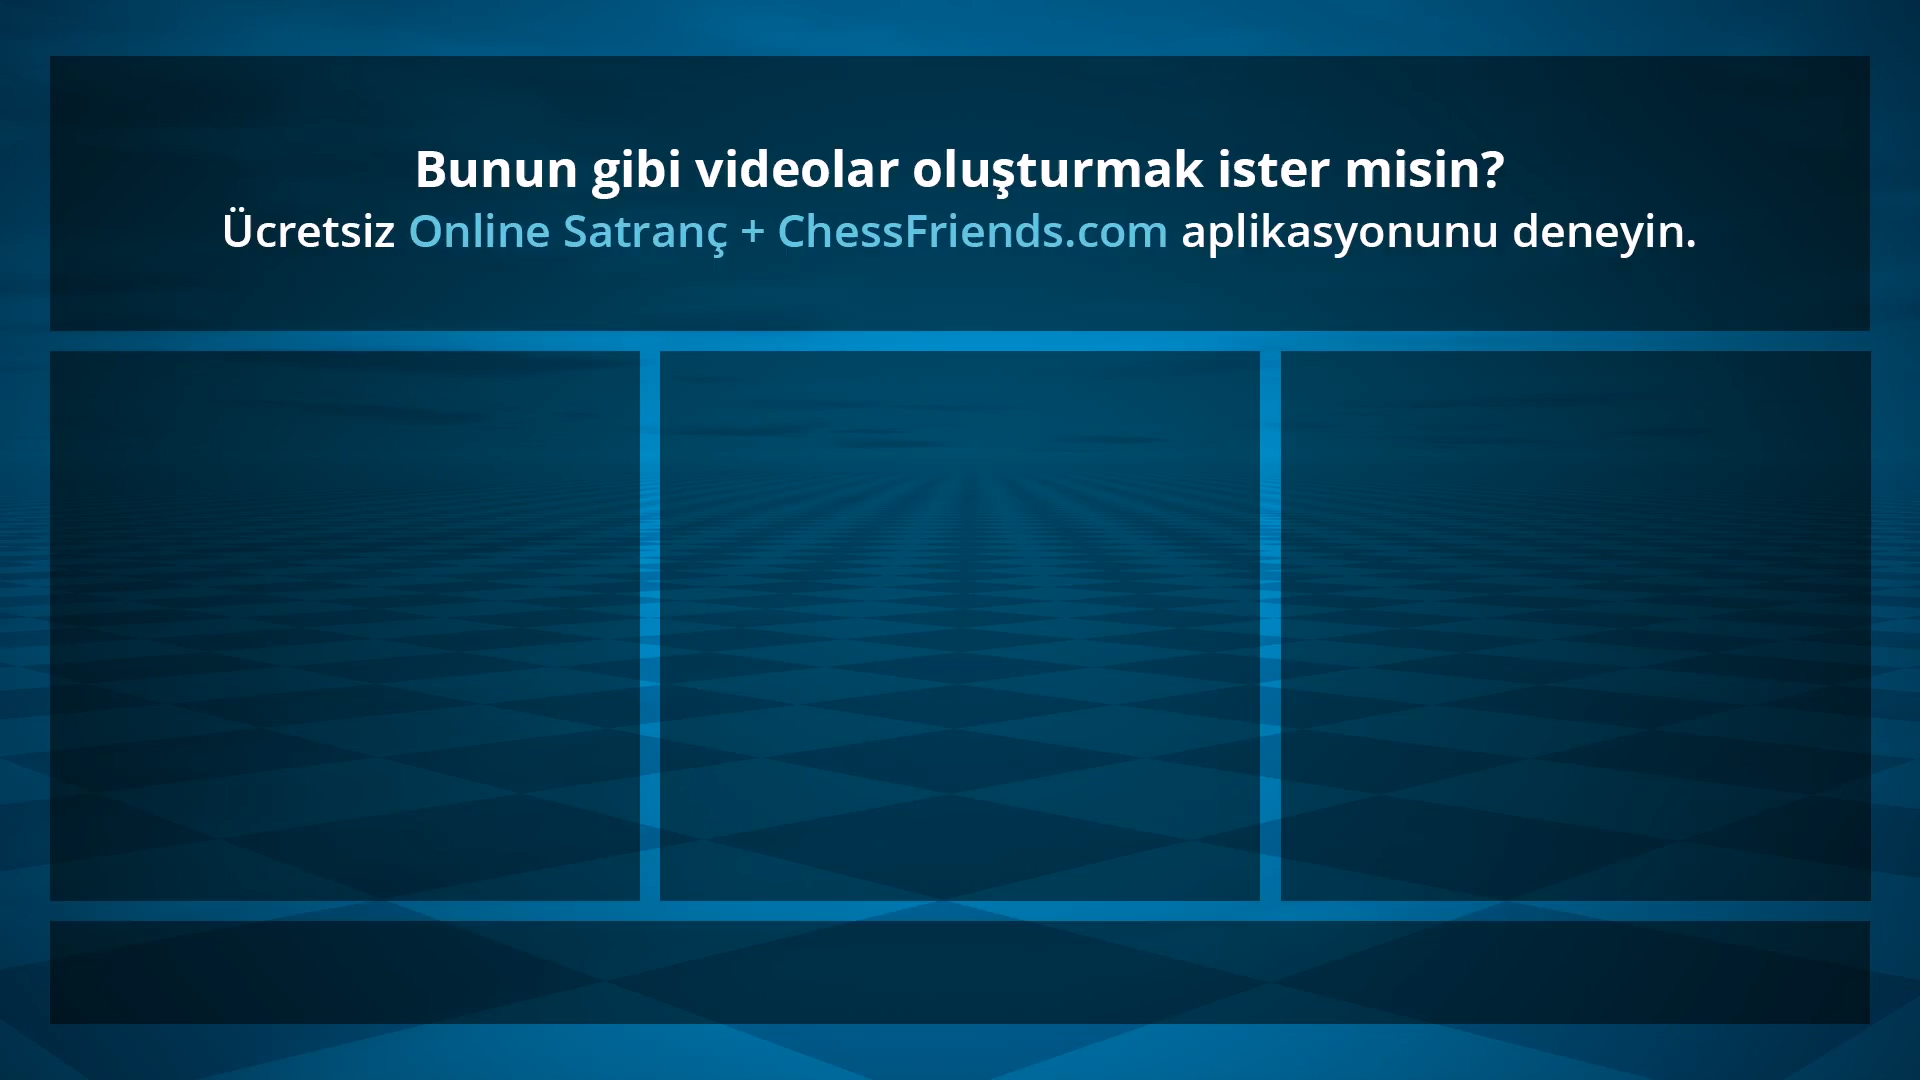 Bunun gibi videolar oluşturmak ister misin?
Ücretsiz Online Satranç + ChessFriends.com aplikasyonunu deneyin.